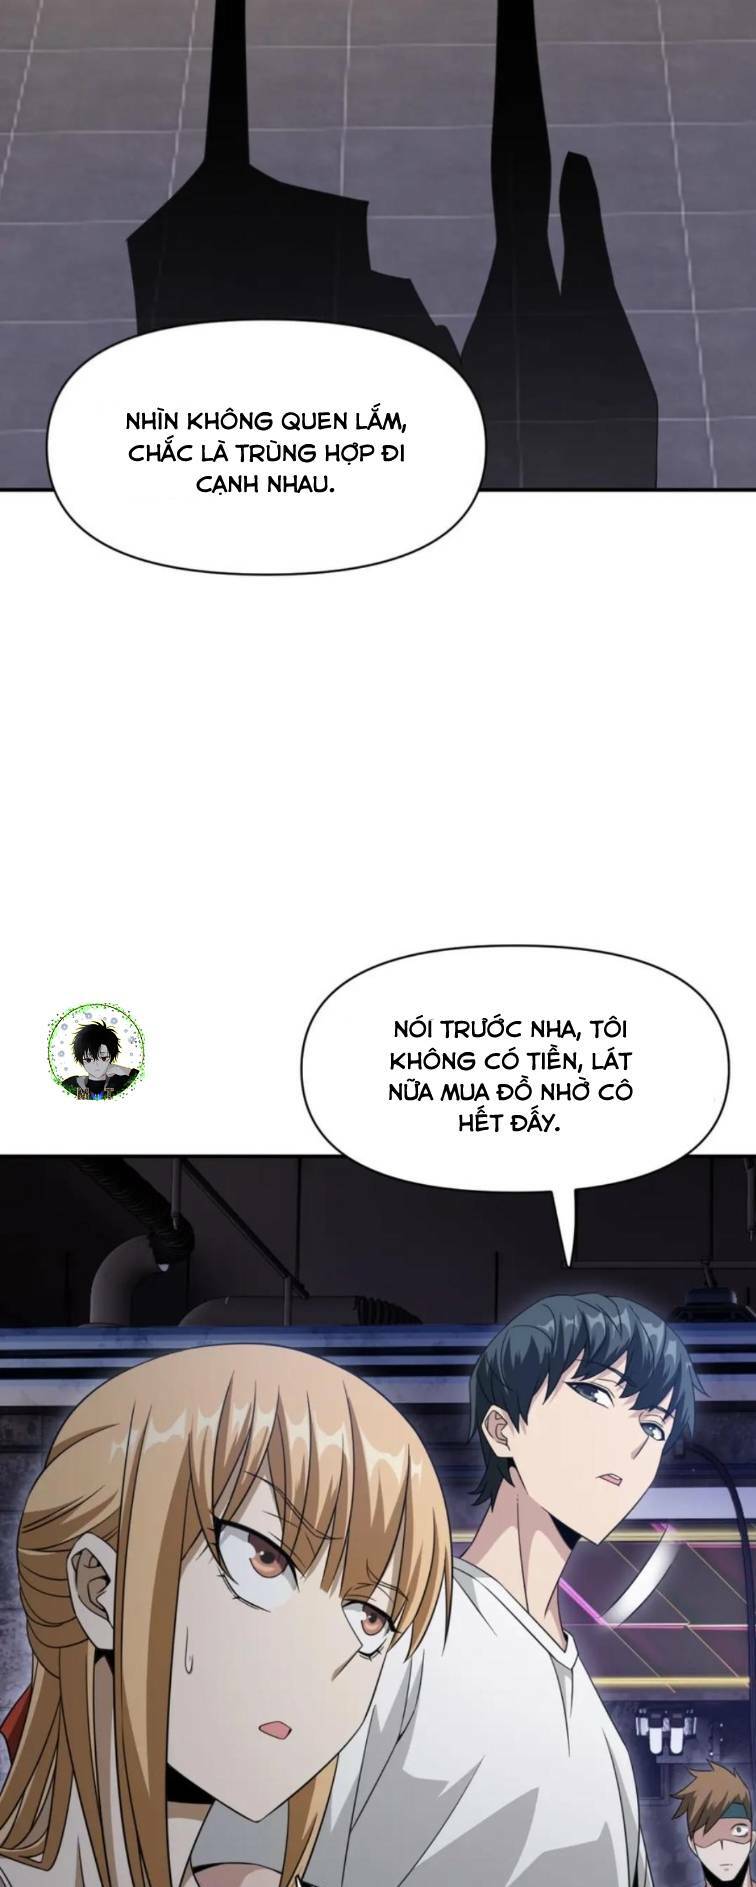 NHÌN KHÔNG QUEN LẮM,
CHẮC LÀ TRÙNG HỢP ĐI
CẠNH NHAU.
NÓI TRƯỚC NHA, TÔI
KHÔNG CÓ TIỀN, LÁT
NỮA MUA ĐỒ NHỜ CÔ
HẾT ĐẤY.